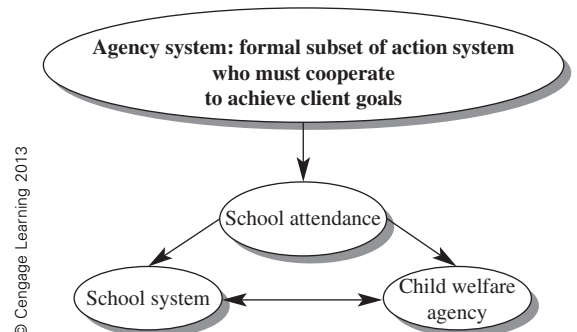 Agency system: formal subset of action system
who must cooperate
to achieve client goals
School attendance
School system
Child welfare
agency
© Cengage Learning 2013